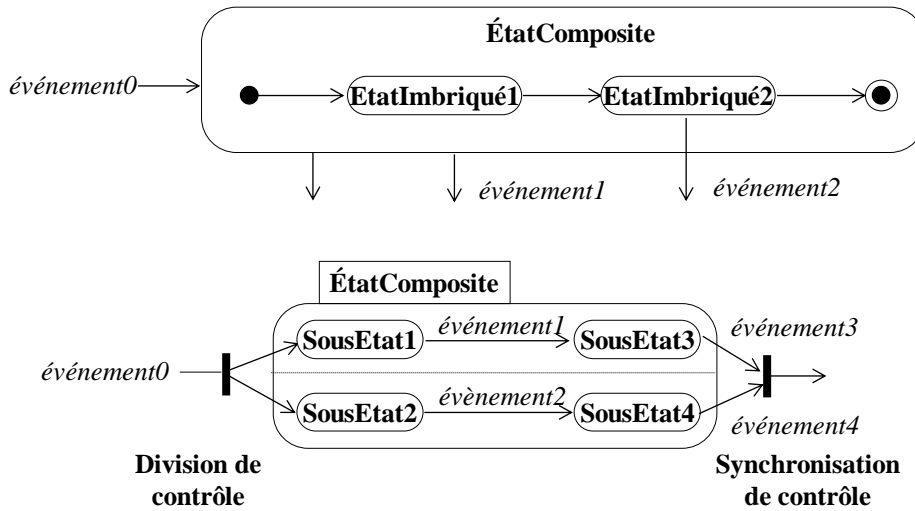 ÉtatComposite
événement0
EtatImbriqué1
EtatImbriqué2
événement1
événement2
ÉtatComposite
événement0
SousEtat1
événement1
SousEtat3
événement3
SousEtat2
évènement2
SousEtat4
événement4
Division de
contrôle
Synchronisation
de contrôle